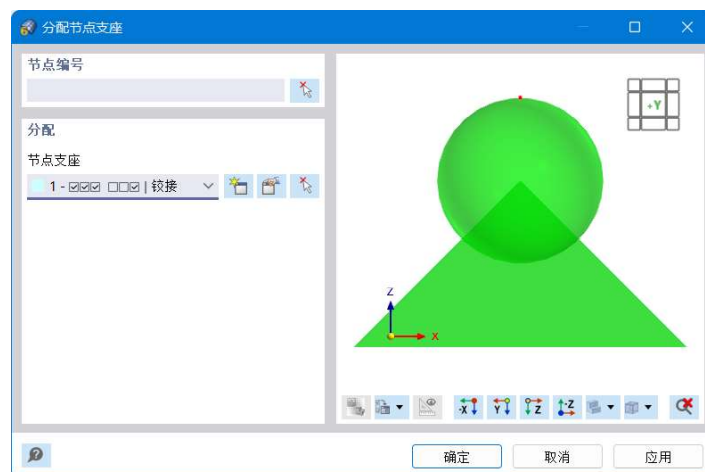 分配节点支座
节点编号
分配
节点支座
1 - ☑☑☑ ☐☐☑ | 铰接
+Y
Z
X
-X Y Z -Z
确定 取消 应用